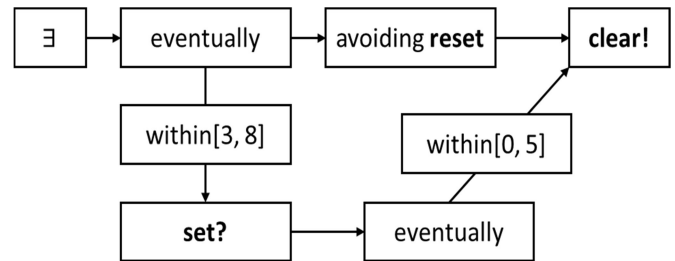 ∃
eventually
avoiding reset
clear!
within[3, 8]
within[0, 5]
set?
eventually